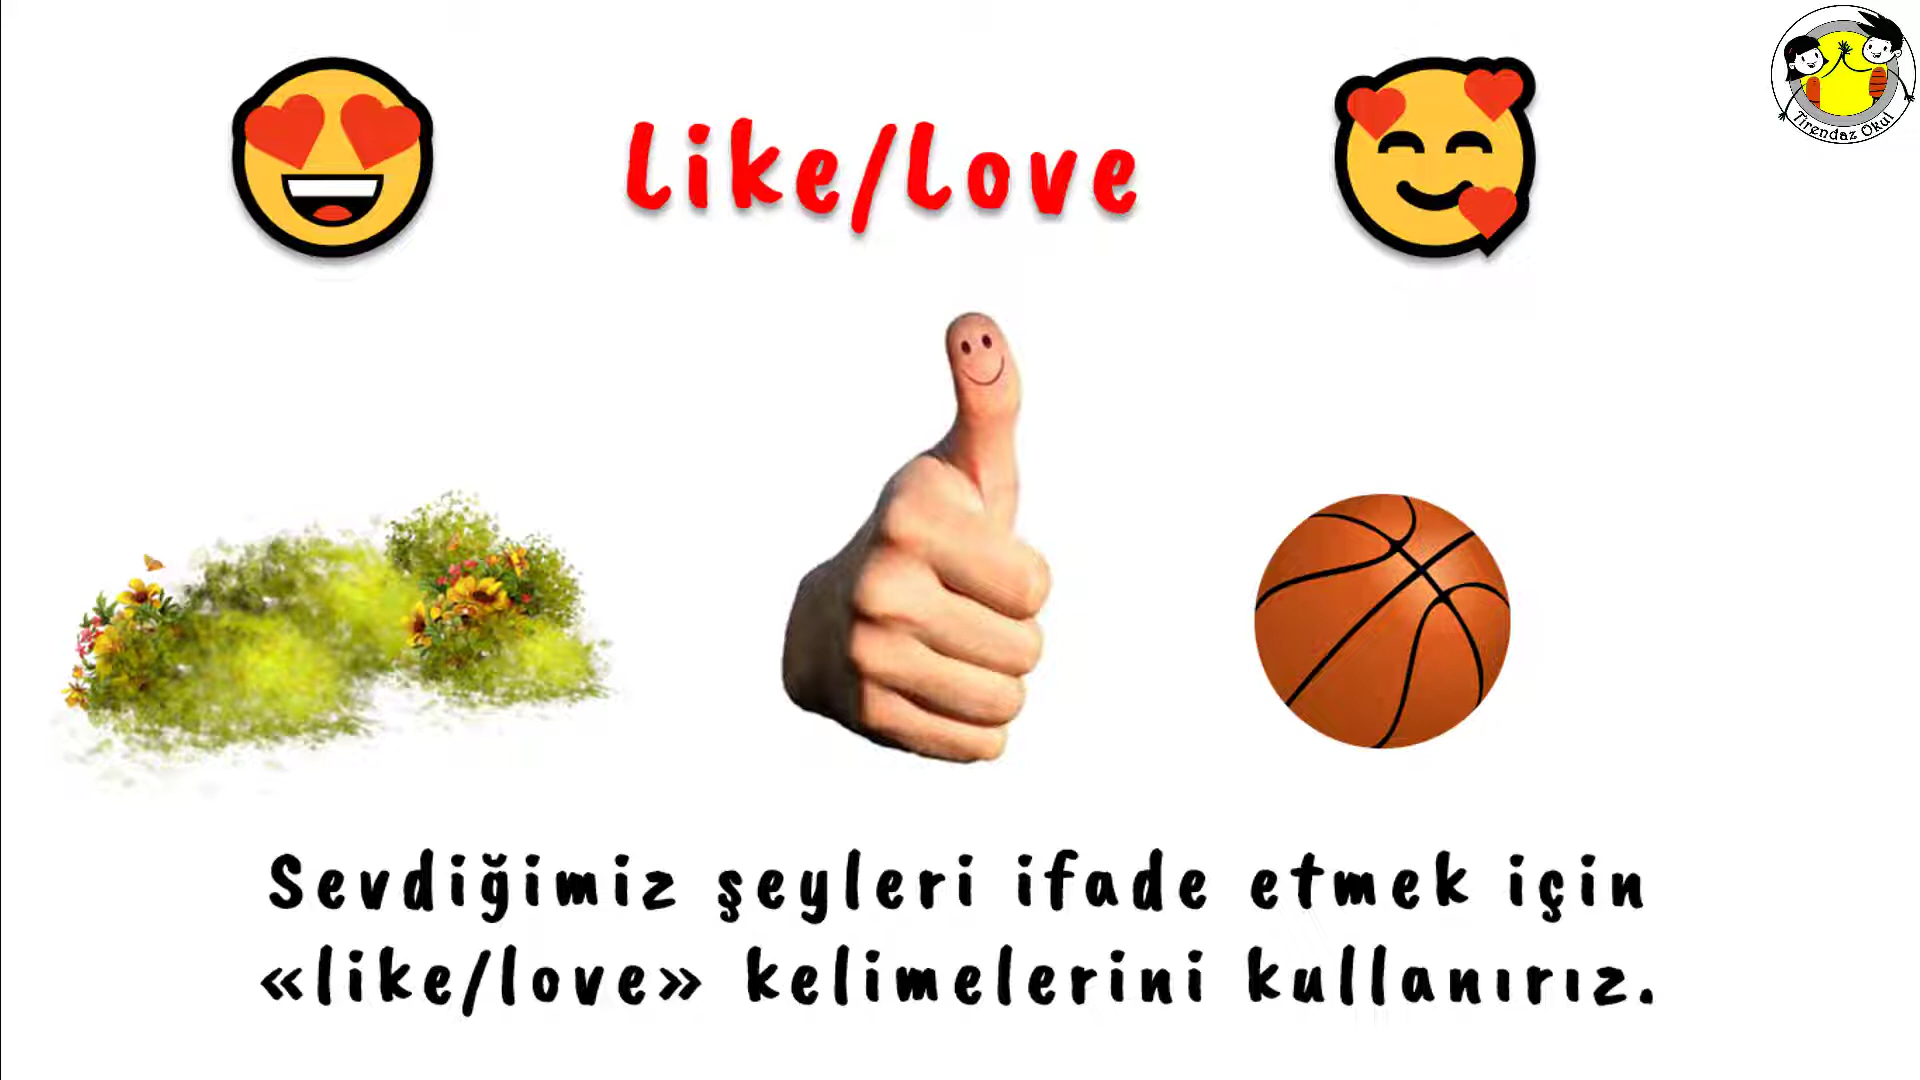 Like/Love
Tirendaz Okul
Sevdiğimiz şeyleri ifade etmek için
«like/love» kelimelerini kullanırız.